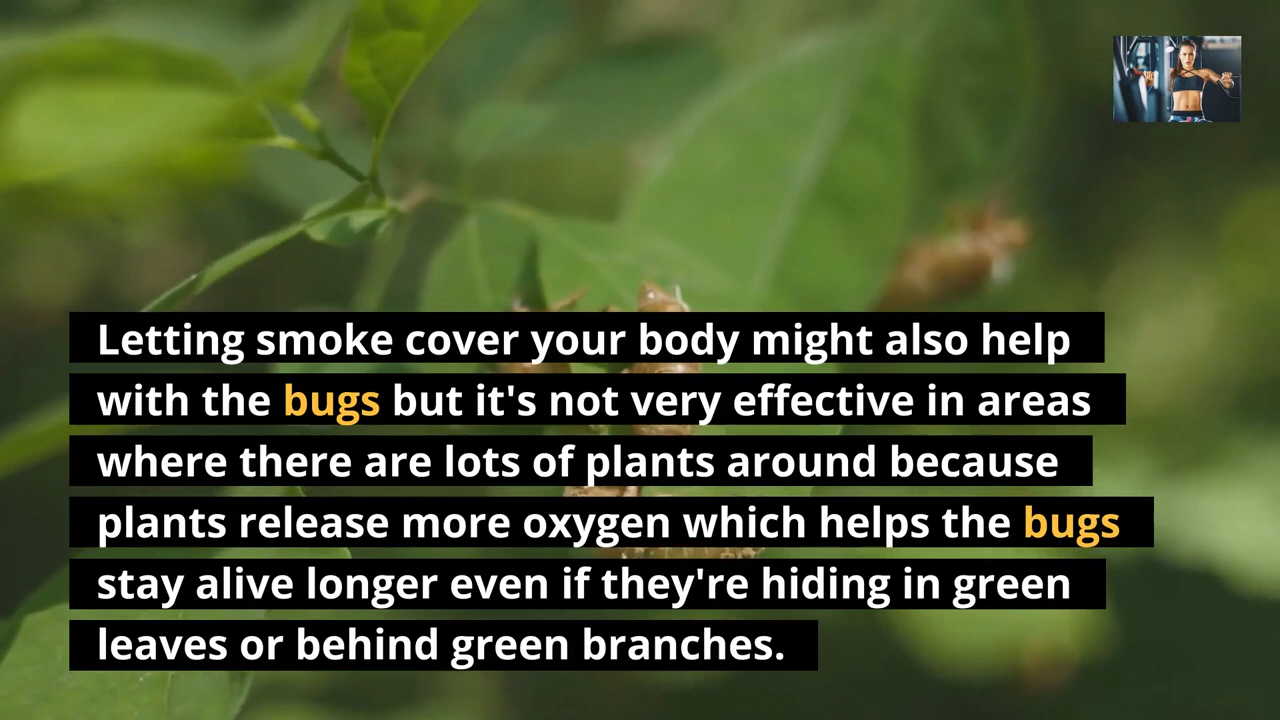 Letting smoke cover your body might also help
with the bugs but it's not very effective in areas
where there are lots of plants around because
plants release more oxygen which helps the bugs
stay alive longer even if they're hiding in green
leaves or behind green branches.